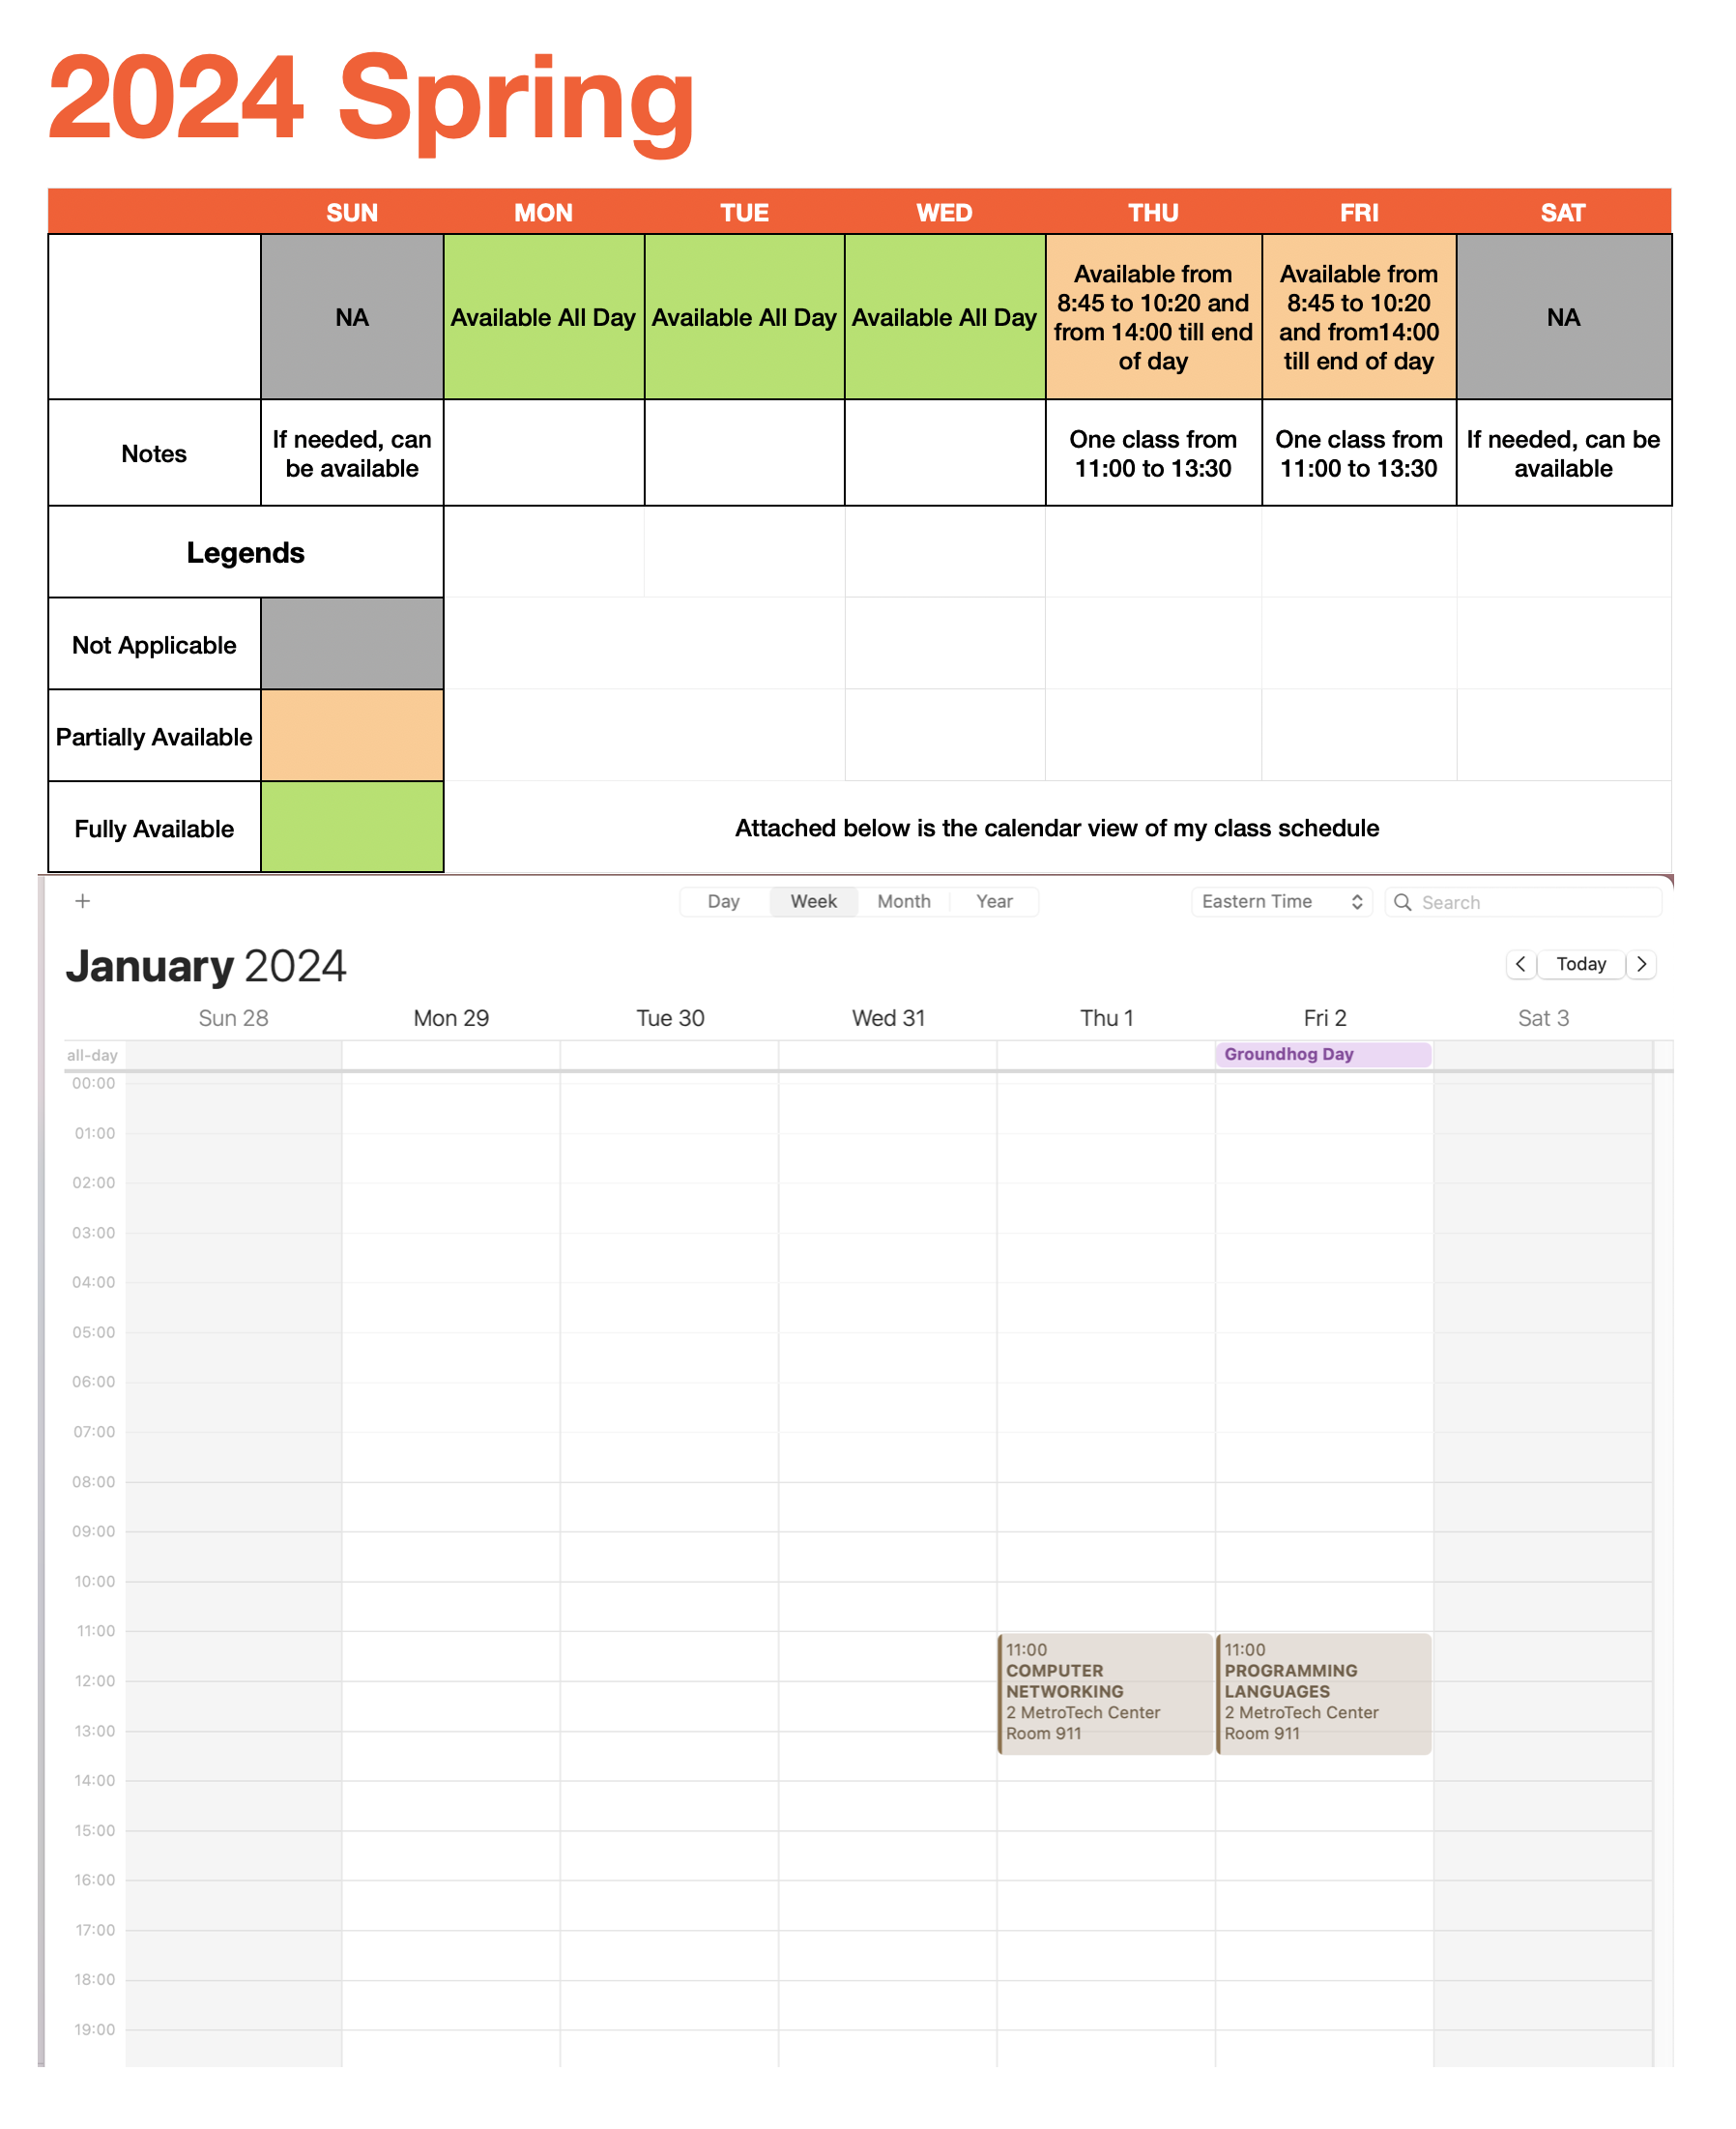 2024 Spring
SUN MON TUE WED THU FRI SAT
NA
Available All Day
Available All Day
Available All Day
Available from
8:45 to 10:20 and
from 14:00 till end
of day
Available from
8:45 to 10:20
and from14:00
till end of day
NA
Notes
If needed, can
be available
One class from
11:00 to 13:30
One class from
11:00 to 13:30
If needed, can be
available
Legends
Not Applicable
Partially Available
Fully Available
Attached below is the calendar view of my class schedule
+ Day Week Month Year Eastern Time Search
January 2024
< Today >
Sun 28 Mon 29 Tue 30 Wed 31 Thu 1 Fri 2 Sat 3
all-day Groundhog Day
00:00
01:00
02:00
03:00
04:00
05:00
06:00
07:00
08:00
09:00
10:00
11:00
12:00
13:00
14:00
15:00
16:00
17:00
18:00
19:00
11:00
COMPUTER
NETWORKING
2 MetroTech Center
Room 911
11:00
PROGRAMMING
LANGUAGES
2 MetroTech Center
Room 911